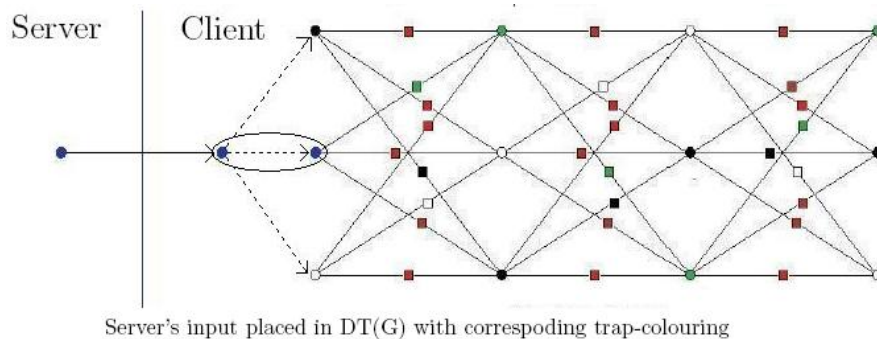 Server Client
Server's input placed in DT(G) with correspoding trap-colouring